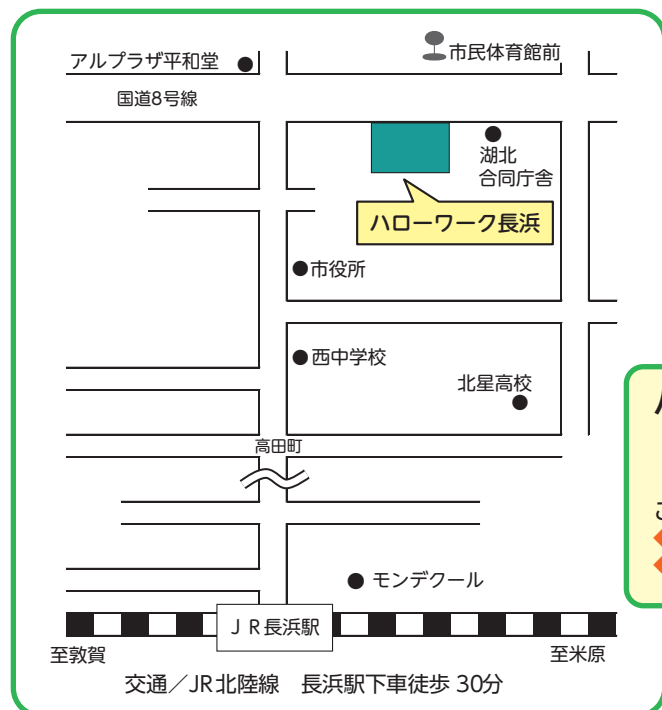 市民体育館前
アルプラザ平和堂
国道8号線
湖北
合同庁舎
ハローワーク長浜
市役所
西中学校
北星高校
高田町
モンデクール
JR長浜駅
至敦賀
至米原
交通/JR北陸線 長浜駅下車徒歩 30分